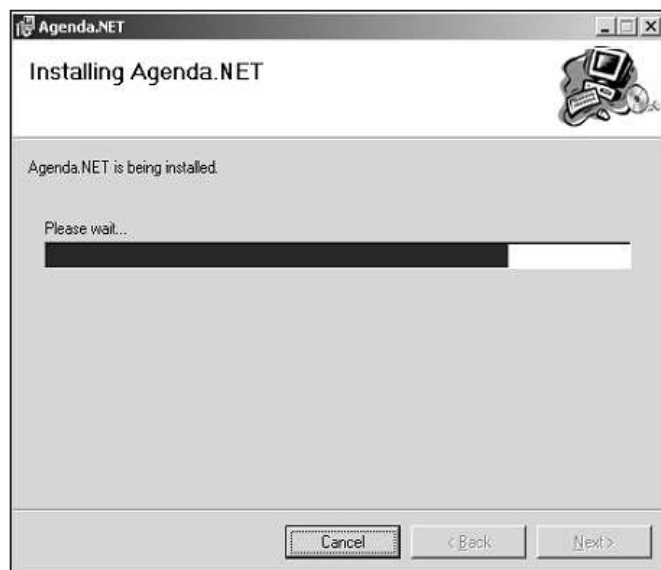 Agenda.NET
Installing Agenda.NET
Agenda.NET is being installed.
Please wait...
Cancel
< Back
Next >